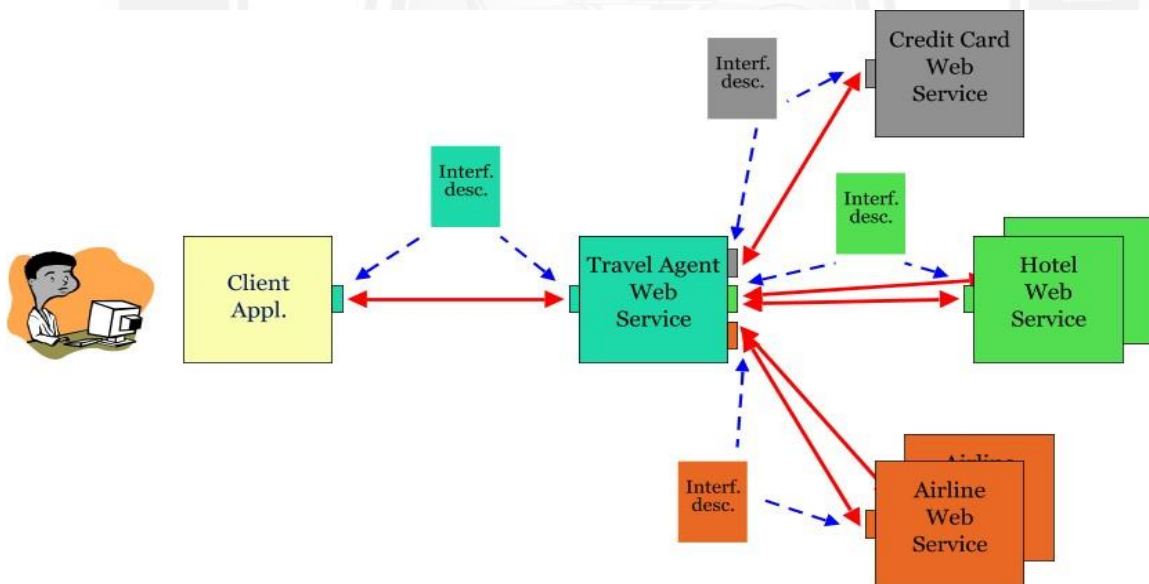 Credit Card
Web
Service
Interf.
desc.
Interf.
desc.
Interf.
desc.
Client
Appl.
Travel Agent
Web
Service
Hotel
Web
Service
Interf.
desc.
Airline
Airline
Web
Service